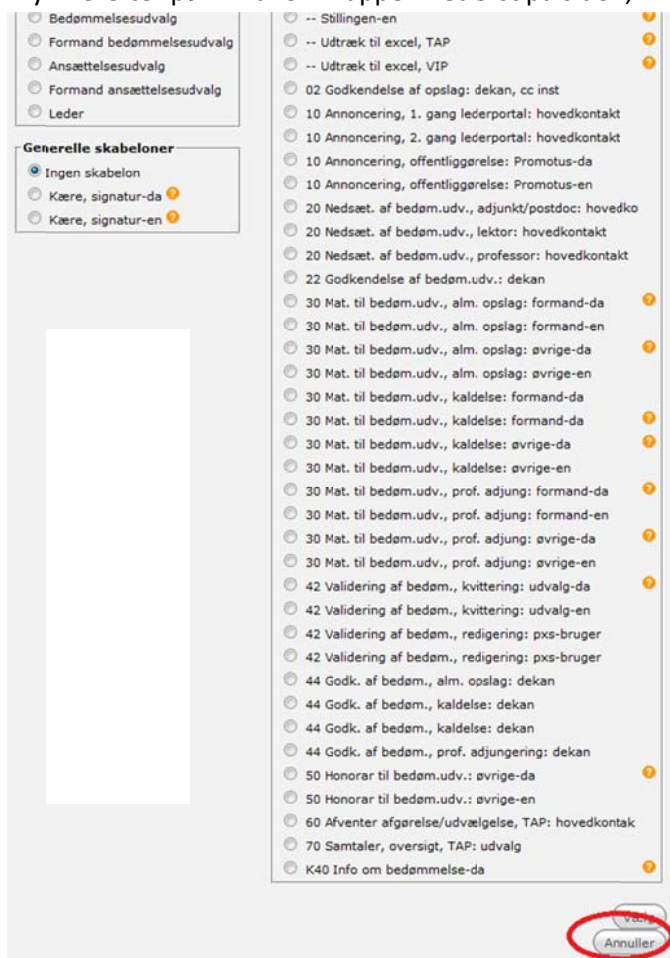 Bedømmelsesudvalg
Formand bedømmelsesudvalg
Ansættelsesudvalg
Formand ansættelsesudvalg
Leder
Generelle skabeloner
Ingen skabelon
Kære, signatur-da
Kære, signatur-en
-- Stillingen-en
-- Udtræk til excel, TAP
-- Udtræk til excel, VIP
02 Godkendelse af opslag: dekan, cc inst
10 Annoncering, 1. gang lederportal: hovedkontakt
10 Annoncering, 2. gang lederportal: hovedkontakt
10 Annoncering, offentliggørelse: Promotus-da
10 Annoncering, offentliggørelse: Promotus-en
20 Nedsæt. af bedøm.udv., adjunkt/postdoc: hovedko
20 Nedsæt. af bedøm.udv., lektor: hovedkontakt
20 Nedsæt. af bedøm.udv., professor: hovedkontakt
22 Godkendelse af bedøm.udv.: dekan
30 Mat. til bedøm.udv., alm. opslag: formand-da
30 Mat. til bedøm.udv., alm. opslag: formand-en
30 Mat. til bedøm.udv., alm. opslag: øvrige-da
30 Mat. til bedøm.udv., alm. opslag: øvrige-en
30 Mat. til bedøm.udv., kaldelse: formand-da
30 Mat. til bedøm.udv., kaldelse: formand-da
30 Mat. til bedøm.udv., kaldelse: øvrige-da
30 Mat. til bedøm.udv., kaldelse: øvrige-en
30 Mat. til bedøm.udv., prof. adjung: formand-da
30 Mat. til bedøm.udv., prof. adjung: formand-en
30 Mat. til bedøm.udv., prof. adjung: øvrige-da
30 Mat. til bedøm.udv., prof. adjung: øvrige-en
42 Validering af bedøm., kvittering: udvalg-da
42 Validering af bedøm., kvittering: udvalg-en
42 Validering af bedøm., redigering: pxs-bruger
42 Validering af bedøm., redigering: pxs-bruger
44 Godk. af bedøm., alm. opslag: dekan
44 Godk. af bedøm., kaldelse: dekan
44 Godk. af bedøm., kaldelse: dekan
44 Godk. af bedøm., prof. adjungering: dekan
50 Honorar til bedøm.udv.: øvrige-da
50 Honorar til bedøm.udv.: øvrige-en
60 Afventer afgørelse/udvælgelse, TAP: hovedkontak
70 Samtaler, oversigt, TAP: udvalg
K40 Info om bedømmelse-da
Vælg
Annuller